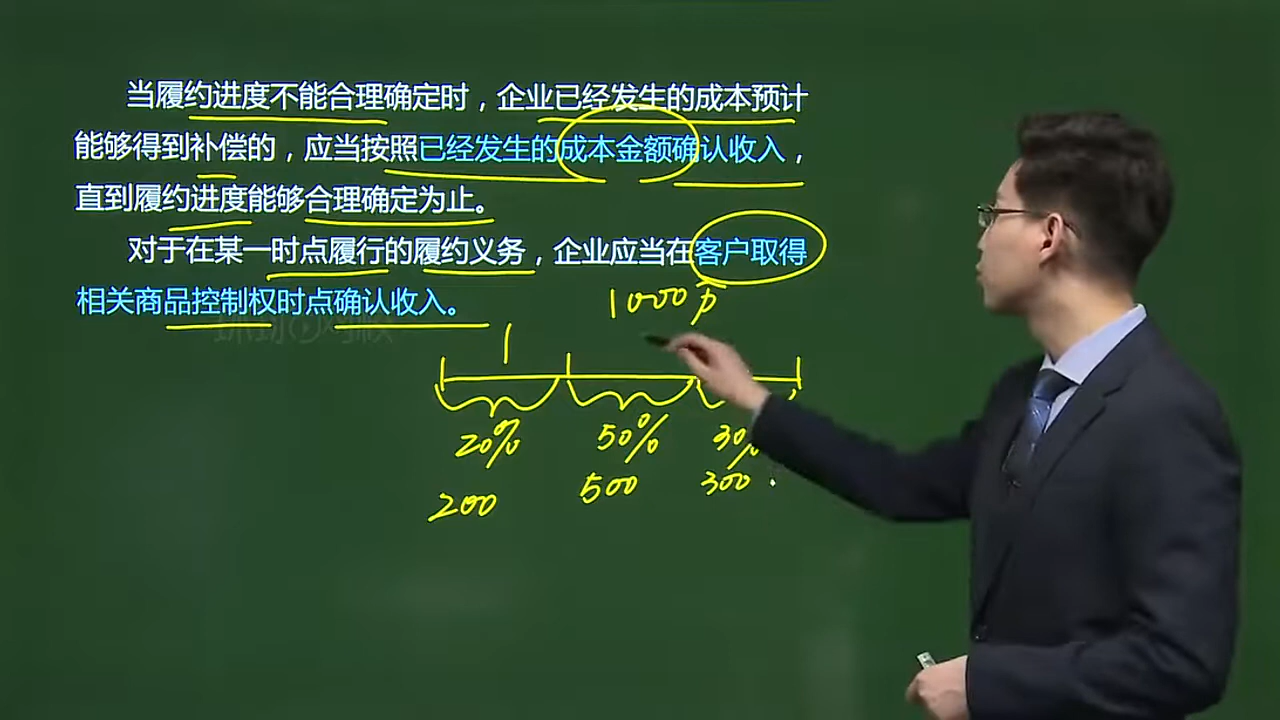 当履约进度不能合理确定时，企业已经发生的成本预计
能够得到补偿的，应当按照已经发生的成本金额确认收入，
直到履约进度能够合理确定为止。
对于在某一时点履行的履约义务，企业应当在客户取得
相关商品控制权时点确认收入。
1000
20% 50% 30%
200 500 300